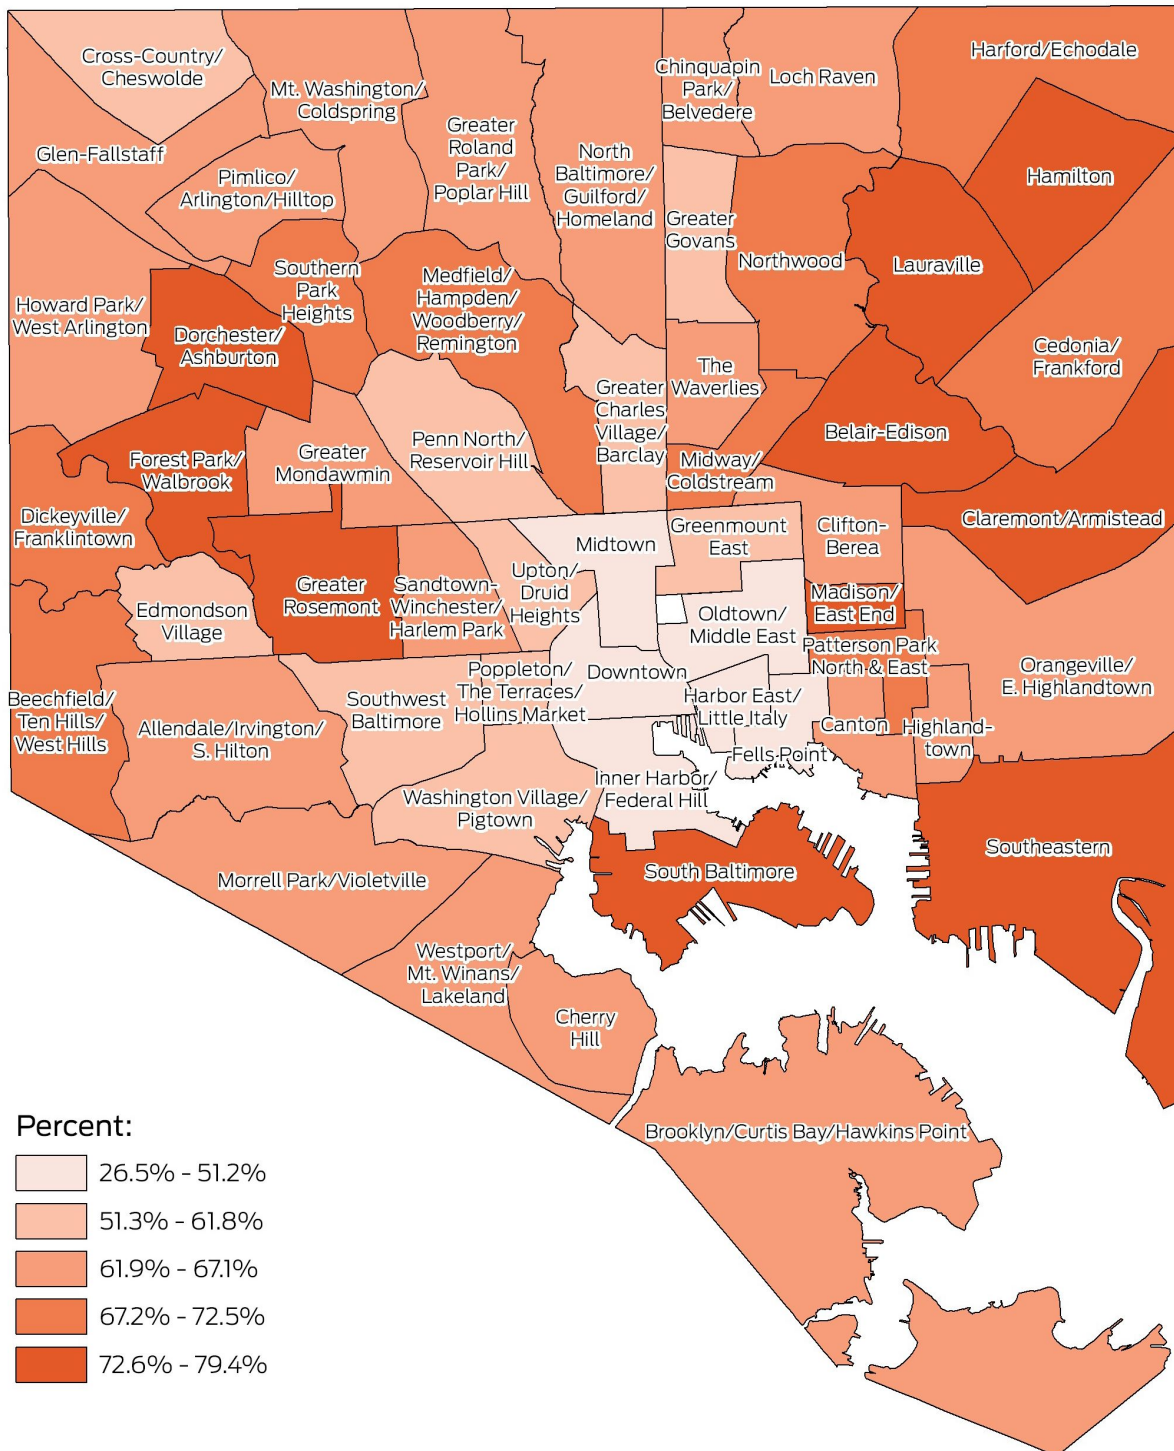 Cross-Country/
Cheswolde
Mt. Washington/
Coldspring
Greater
Roland
Park/
Poplar Hill
North
Baltimore/
Guilford/
Homeland
Chinquapin
Park/
Belvedere
Loch Raven
Harford/Echodale
Glen-Fallstaff
Pimlico/
Arlington/Hilltop
Hamilton
Greater
Govans
Northwood
Lauraville
Howard Park/
West Arlington
Southern
Park
Heights
Medfield/
Hampden/
Woodberry/
Remington
Dorchester/
Ashburton
Cedonia/
Frankford
The
Waverlies
Greater
Charles
Village/
Barclay
Penn North/
Reservoir Hill
Belair-Edison
Forest Park/
Walbrook
Greater
Mondawmin
Midway/
Coldstream
Dickeyville/
Franklintown
Claremont/Armistead
Midtown
Greenmount
East
Clifton-
Berea
Greater
Rosemont
Sandtown-
Winchester/
Harlem Park
Upton/
Druid
Heights
Edmondson
Village
Oldtown/
Middle East
Madison/
East End
Patterson Park
North & East
Orangeville/
E. Highlandtown
Beechfield/
Ten Hills/
West Hills
Allendale/Irvington/
S. Hilton
Southwest
Baltimore
Poppleton/
The Terraces/
Hollins Market
Downtown
Harbor East/
Little Italy
Canton
Highland-
town
Fells Point
Inner Harbor/
Federal Hill
Washington Village/
Pigtown
Southeastern
Morrell Park/Violetville
South Baltimore
Westport/
Mt. Winans/
Lakeland
Cherry
Hill
Brooklyn/Curtis Bay/Hawkins Point
Percent:
26.5% - 51.2%
51.3% - 61.8%
61.9% - 67.1%
67.2% - 72.5%
72.6% - 79.4%